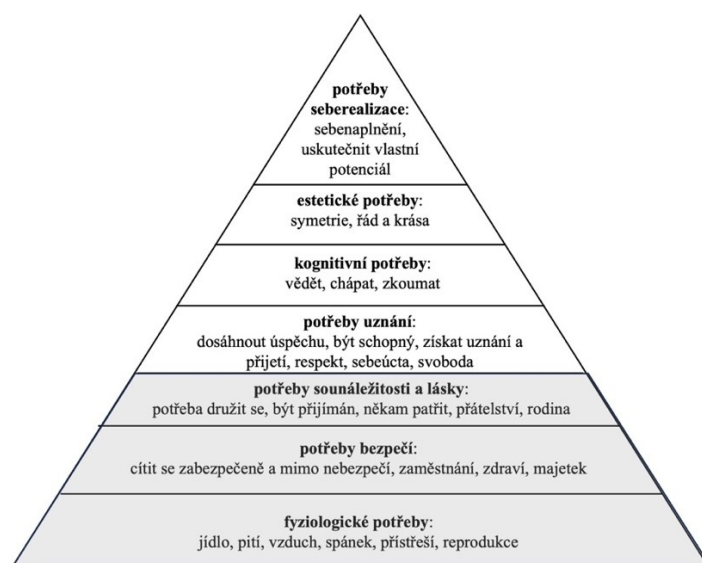 potřeby
seberealizace:
sebenaplnění,
uskutečnit vlastní
potenciál
estetické potřeby:
symetrie, řád a krása
kognitivní potřeby:
vědět, chápat, zkoumat
potřeby uznání:
dosáhnout úspěchu, být schopný, získat uznání a
přijetí, respekt, sebeúcta, svoboda
potřeby sounáležitosti a lásky:
potřeba družit se, být přijímán, někam patřit, přátelství, rodina
potřeby bezpečí:
cítit se zabezpečeně a mimo nebezpečí, zaměstnání, zdraví, majetek
fyziologické potřeby:
jídlo, pití, vzduch, spánek, přístřeší, reprodukce